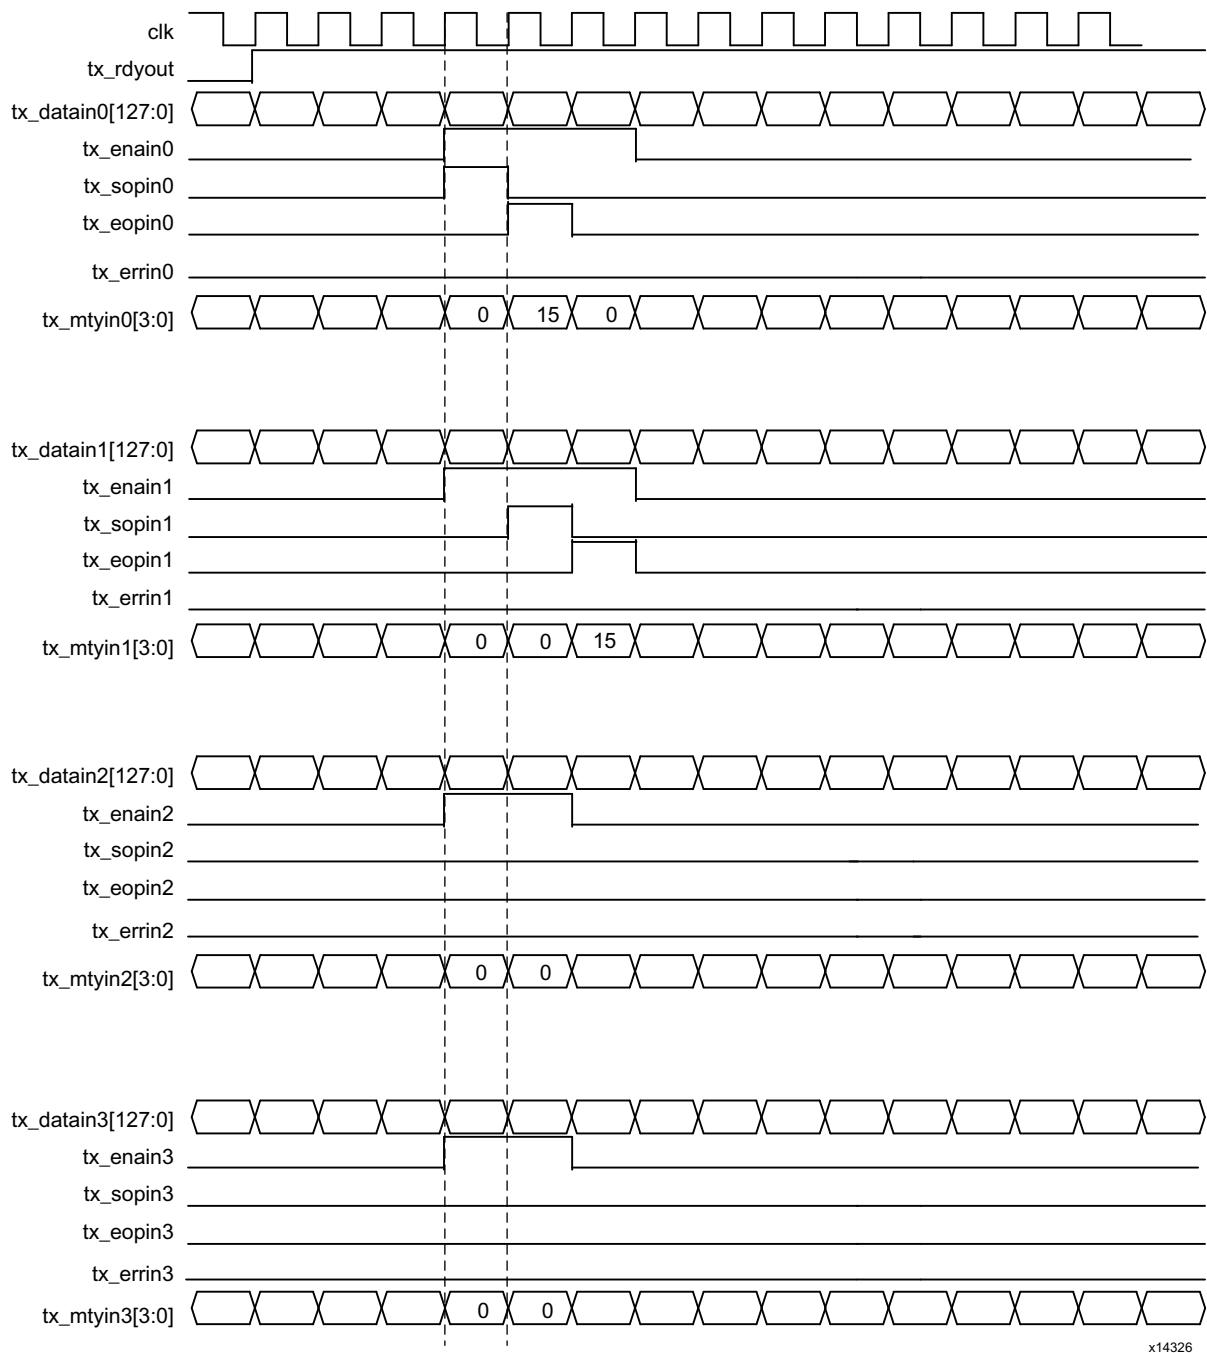 clk
tx_rdyout
tx_datain0[127:0]
tx_enain0
tx_sopin0
tx_eopin0
tx_errin0
tx_mtyin0[3:0] 0 15 0
tx_datain1[127:0]
tx_enain1
tx_sopin1
tx_eopin1
tx_errin1
tx_mtyin1[3:0] 0 0 15
tx_datain2[127:0]
tx_enain2
tx_sopin2
tx_eopin2
tx_errin2
tx_mtyin2[3:0] 0 0
tx_datain3[127:0]
tx_enain3
tx_sopin3
tx_eopin3
tx_errin3
tx_mtyin3[3:0] 0 0
x14326